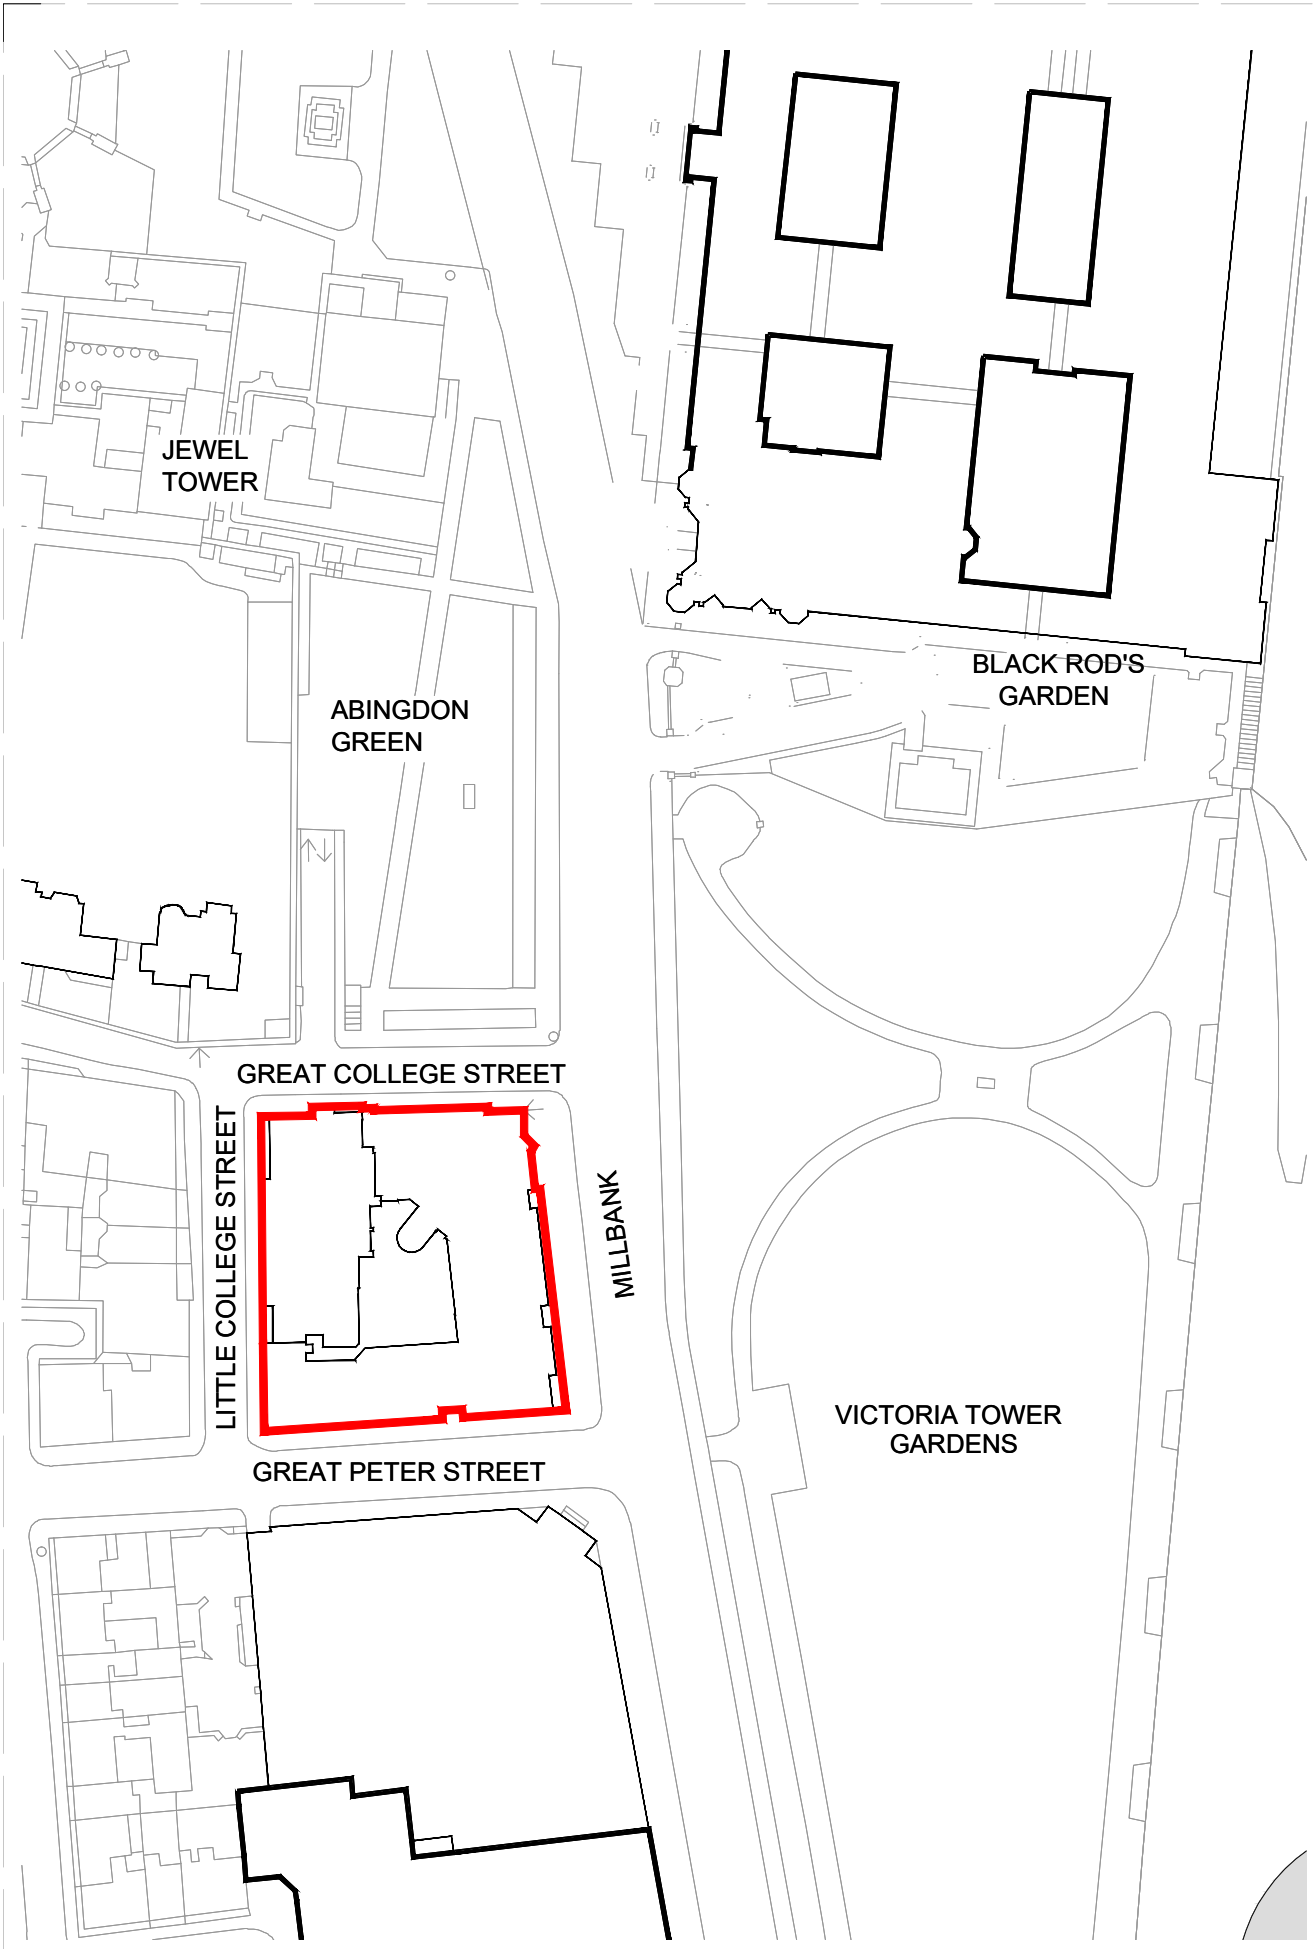 JEWEL
TOWER
BLACK ROD'S
GARDEN
ABINGDON
GREEN
GREAT COLLEGE STREET
LITTLE COLLEGE STREET
MILLBANK
VICTORIA TOWER
GARDENS
GREAT PETER STREET